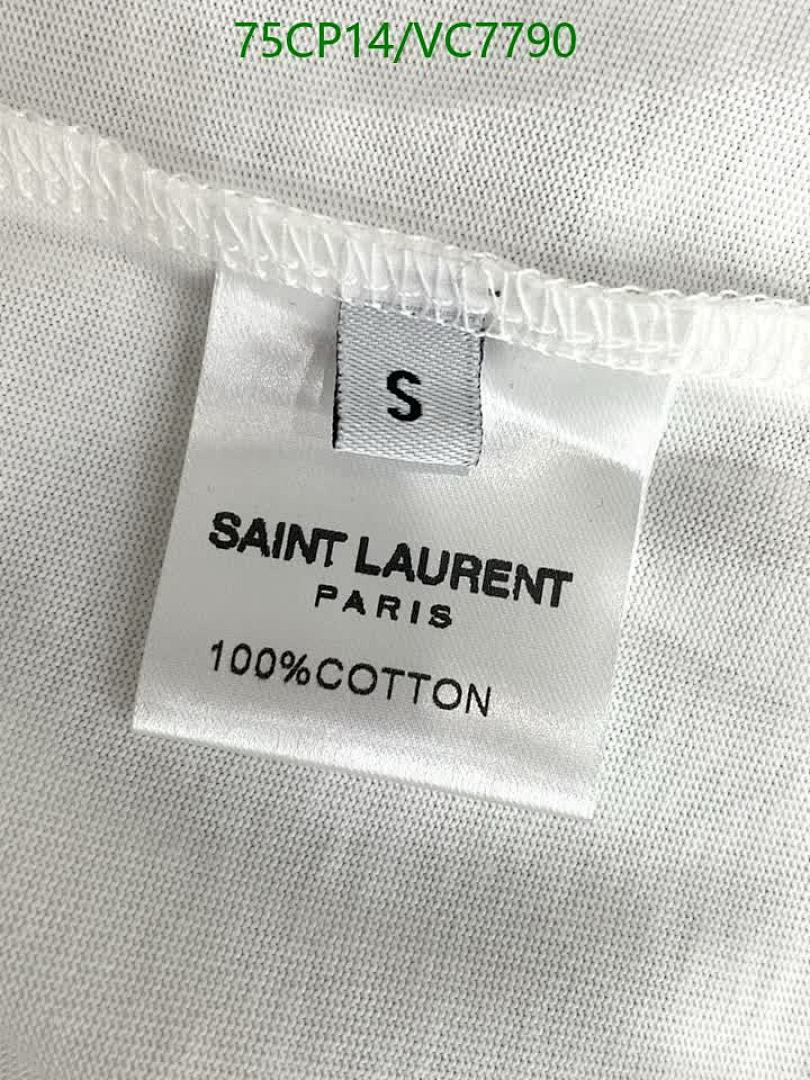 75CP14/VC7790
S
SAINT LAURENT
PARIS
100%COTTON